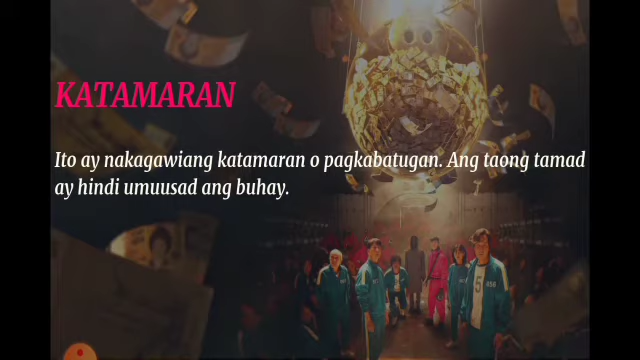 KATAMARAN
Ito ay nakagawiang katamaran o pagkabatugan. Ang taong tamad
ay hindi umuusad ang buhay.